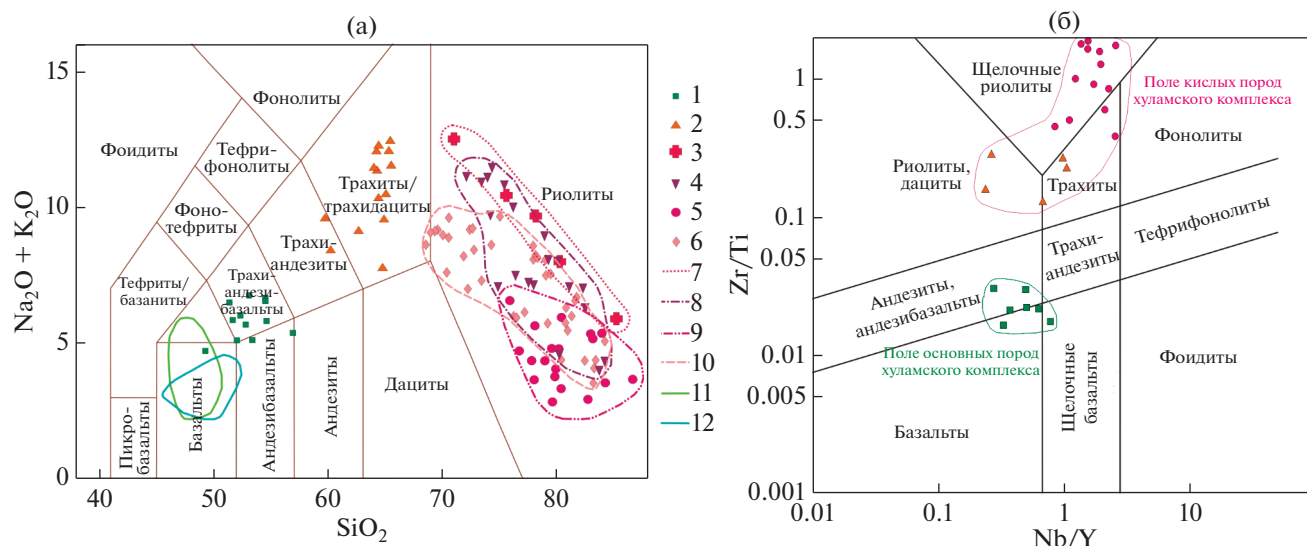 (а)
Na2O + K2O
15
10
5
0
40
50
60
70
80
SiO2
Фонолиты
Фоидиты
Тефри-
фонолиты
Фоно-
тефриты
Тефриты/
базаниты
Трахи-
андези-
базальты
Трахи-
андезиты
Трахиты/
трахидациты
Риолиты
Дациты
Пикро-
базальты
Базальты
Андезибазальты
Андезиты
1
2
3
4
5
6
7
8
9
10
11
12
(б)
Zr/Ti
1
0.5
0.1
0.05
0.01
0.005
0.001
0.01
0.1
1
10
Nb/Y
Щелочные
риолиты
Поле кислых пород
хуламского комплекса
Фонолиты
Риолиты,
дациты
Трахиты
Тефрифонолиты
Трахи-
андезиты
Андезиты,
андезибазальты
Поле основных пород
хуламского комплекса
Фоидиты
Щелочные
базальты
Базальты